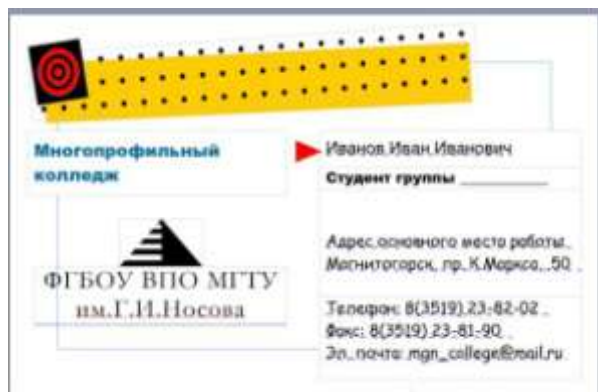 Многопрофильный
колледж
ФГБОУ ВПО МГТУ
им.Г.И.Носова
Иванов Иван Иванович
Студент группы __________
Адрес основного места работы
Магнитогорск, пр. К.Маркса, 50
Телефон: 8(3519) 23-82-02
Факс: 8(3519) 23-81-90
Эл. почта: mgn_college@mail.ru